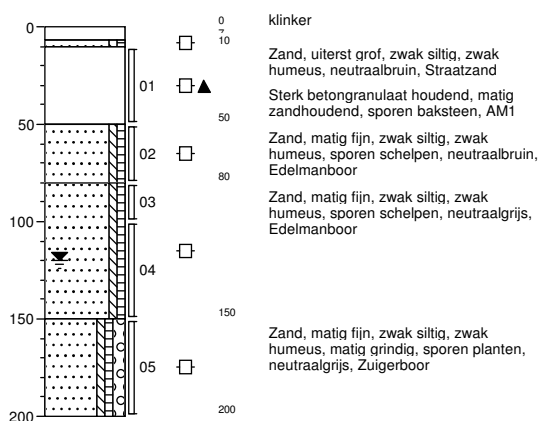 0
0
klinker
7
10
Zand, uiterst grof, zwak siltig, zwak
humeus, neutraalbruin, Straatzand
01
Sterk betongranulaat houdend, matig
zandhoudend, sporen baksteen, AM1
50
50
Zand, matig fijn, zwak siltig, zwak
humeus, sporen schelpen, neutraalbruin,
Edelmanboor
02
80
Zand, matig fijn, zwak siltig, zwak
humeus, sporen schelpen, neutraalgrijs,
Edelmanboor
03
100
04
150
150
Zand, matig fijn, zwak siltig, zwak
humeus, matig grindig, sporen planten,
neutraalgrijs, Zuigerboor
05
200
200